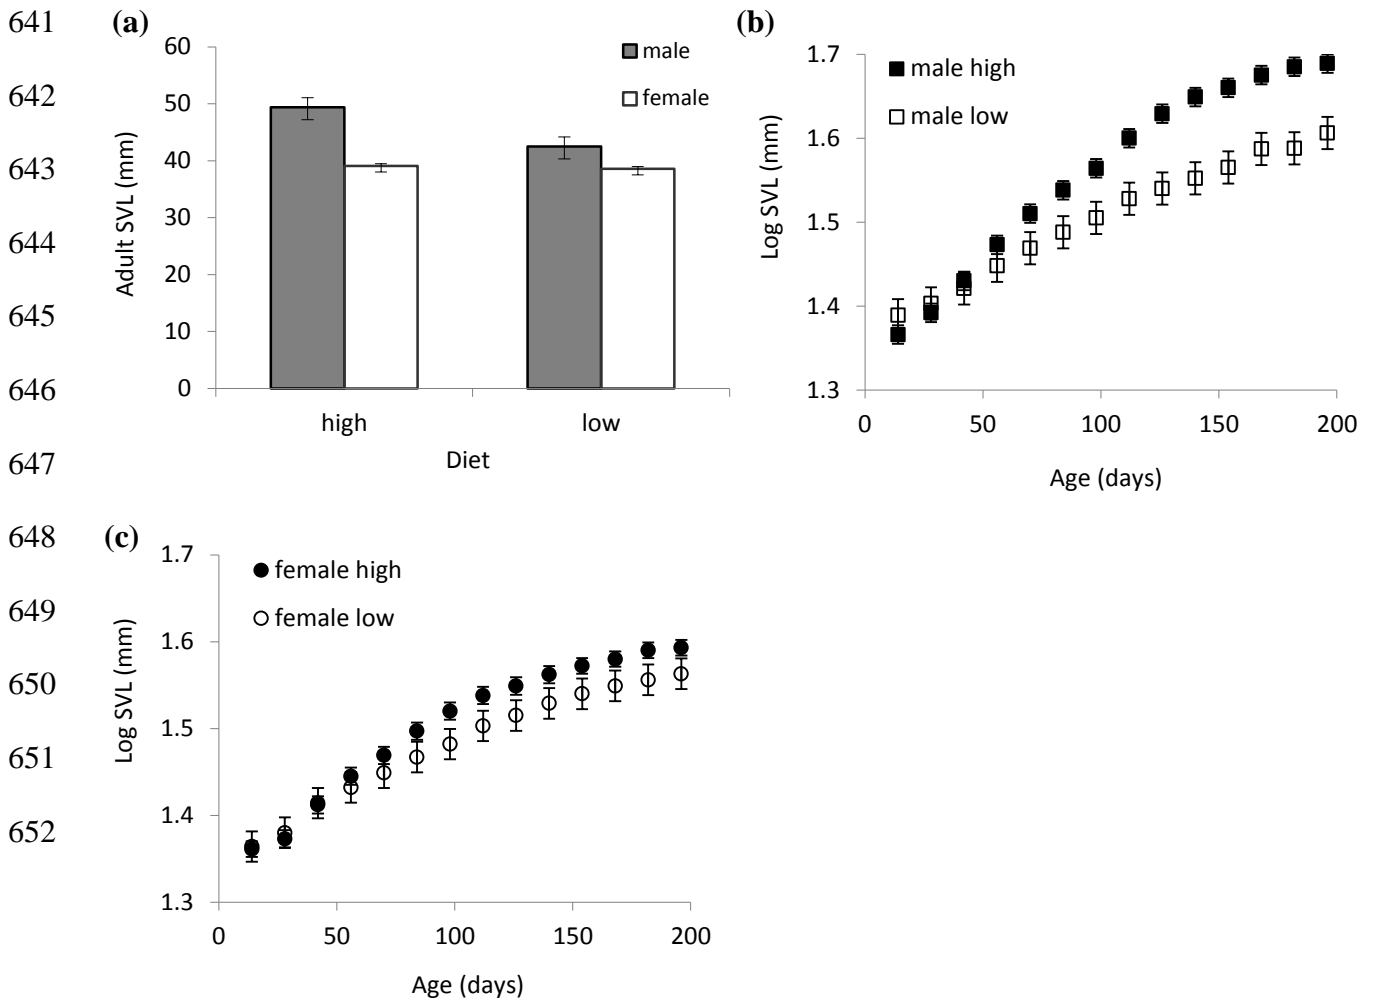 641
642
643
644
645
646
647
648
649
650
651
652
(a)
60
50
40
30
20
10
0
Adult SVL (mm)
male
female
high
low
Diet
(b)
1.7
1.6
1.5
1.4
1.3
Log SVL (mm)
male high
male low
0
50
100
150
200
Age (days)
(c)
1.7
1.6
1.5
1.4
1.3
Log SVL (mm)
female high
female low
0
50
100
150
200
Age (days)